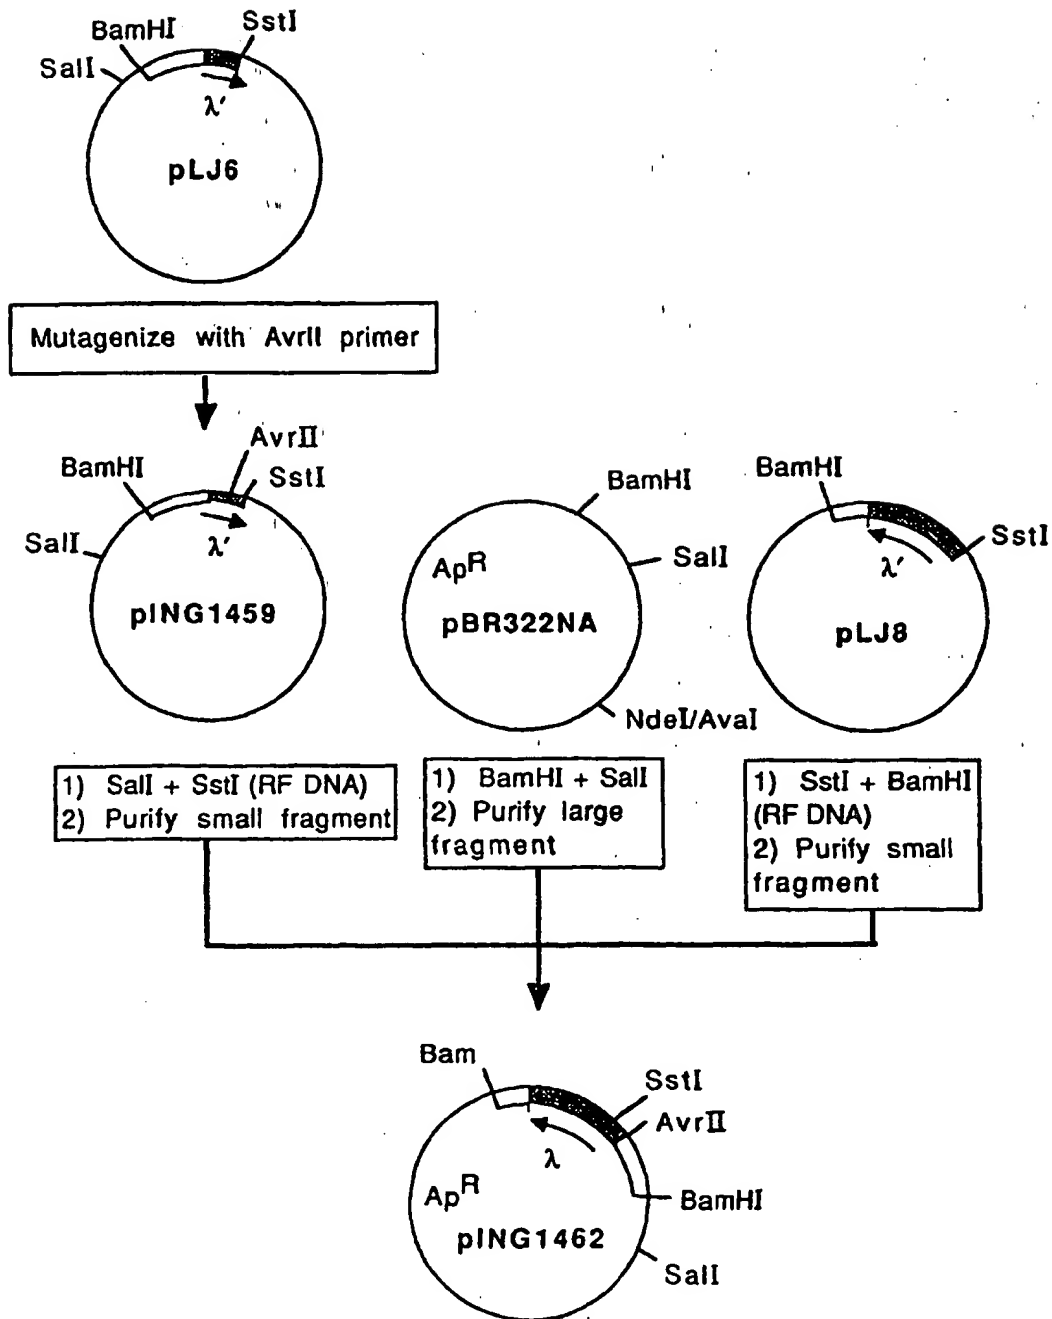 BamHI
SstI
SalI
λ'
pLJ6
Mutagenize with AvrII primer
AvrII
BamHI
SstI
SalI
λ'
pING1459
BamHI
SalI
ApR
pBR322NA
NdeI/AvaI
BamHI
SstI
λ'
pLJ8
1) SalI + SstI (RF DNA)
2) Purify small fragment
1) BamHI + SalI
2) Purify large
fragment
1) SstI + BamHI
(RF DNA)
2) Purify small
fragment
Bam
SstI
AvrII
λ
ApR
BamHI
pING1462
SalI